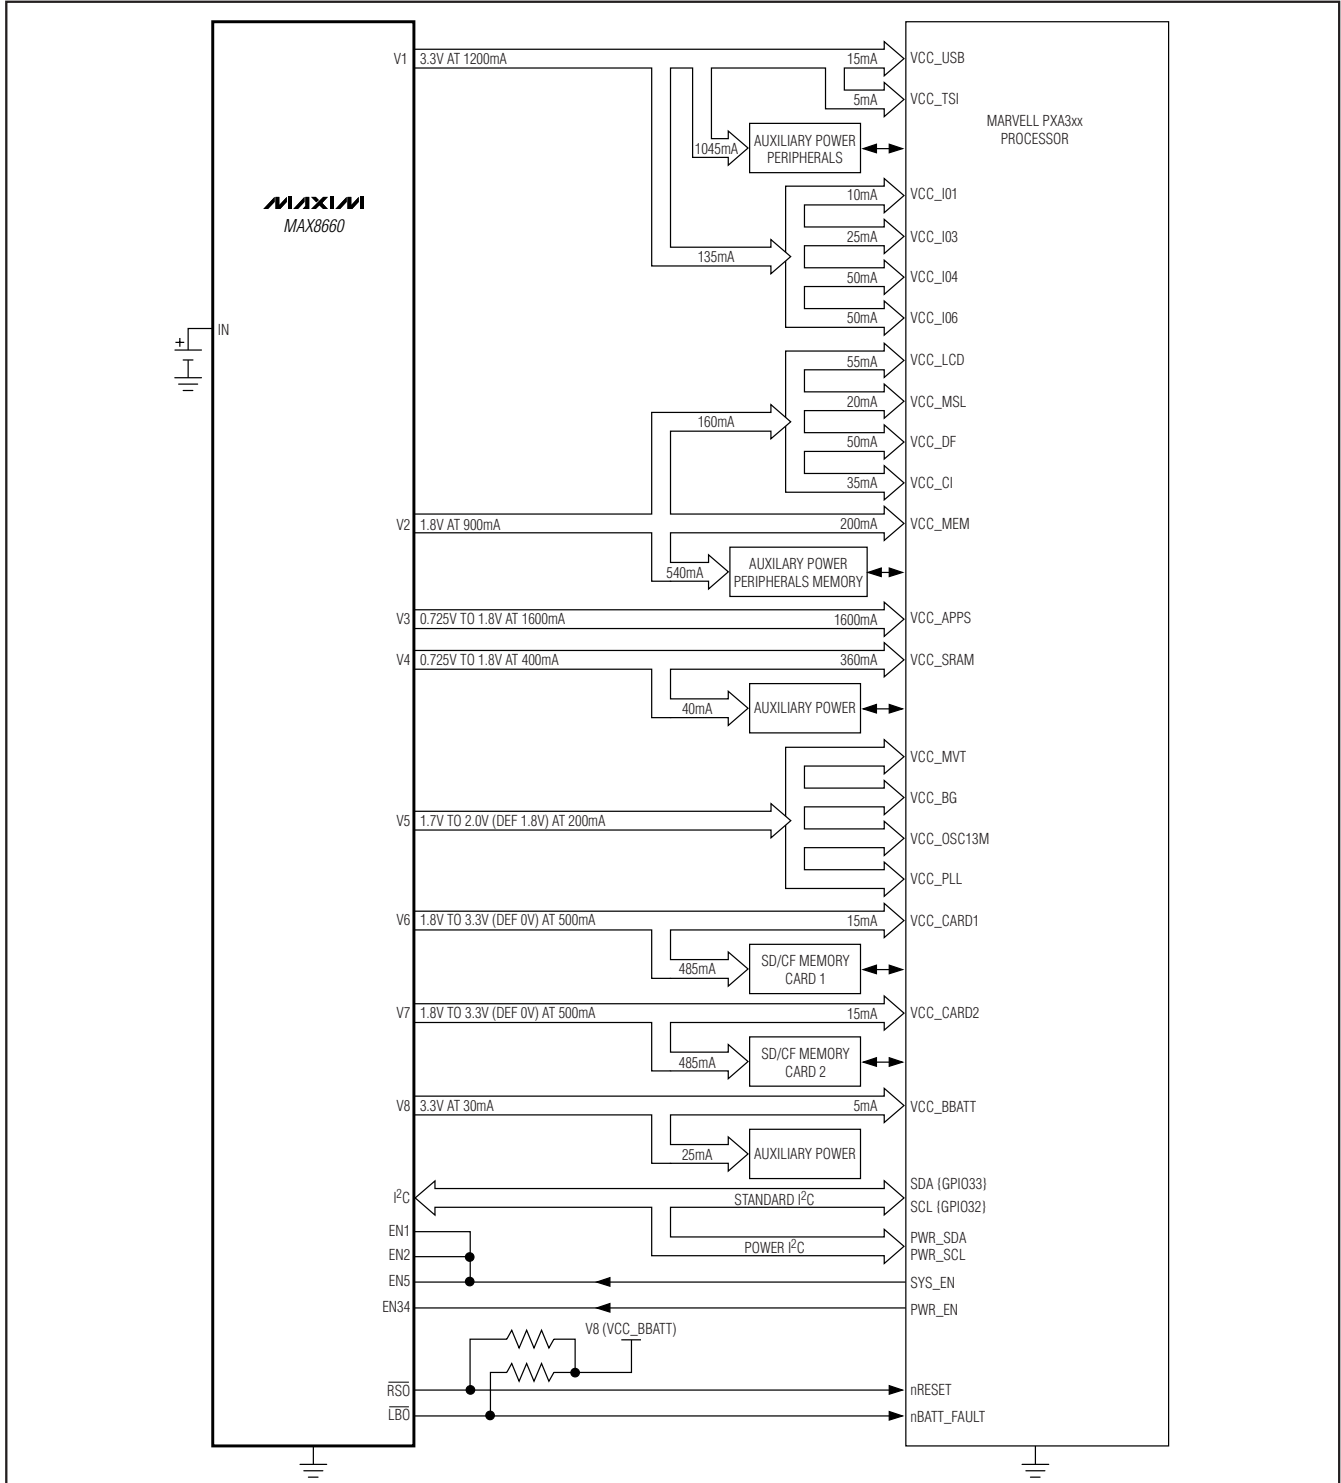 V1 3.3V AT 1200mA 15mA VCC_USB
5mA VCC_TSI
MARVELL PXA3xx
PROCESSOR
1045mA AUXILIARY POWER
PERIPHERALS
MAXIM
MAX8660
10mA VCC_I01
25mA VCC_I03
135mA
50mA VCC_I04
50mA VCC_I06
IN
+
55mA VCC_LCD
20mA VCC_MSL
160mA
50mA VCC_DF
35mA VCC_CI
V2 1.8V AT 900mA 200mA VCC_MEM
540mA AUXILARY POWER
PERIPHERALS MEMORY
V3 0.725V TO 1.8V AT 1600mA 1600mA VCC_APPS
V4 0.725V TO 1.8V AT 400mA 360mA VCC_SRAM
40mA AUXILIARY POWER
VCC_MVT
VCC_BG
V5 1.7V TO 2.0V (DEF 1.8V) AT 200mA
VCC_OSC13M
VCC_PLL
V6 1.8V TO 3.3V (DEF 0V) AT 500mA 15mA VCC_CARD1
485mA SD/CF MEMORY
CARD 1
V7 1.8V TO 3.3V (DEF 0V) AT 500mA 15mA VCC_CARD2
485mA SD/CF MEMORY
CARD 2
V8 3.3V AT 30mA 5mA VCC_BBATT
25mA AUXILIARY POWER
I2C STANDARD I2C SDA {GPIO33}
SCL {GPIO32}
EN1
POWER I2C PWR_SDA
PWR_SCL
EN2
EN5 SYS_EN
EN34 PWR_EN
V8 (VCC_BBATT)
RSO nRESET
LBO nBATT_FAULT